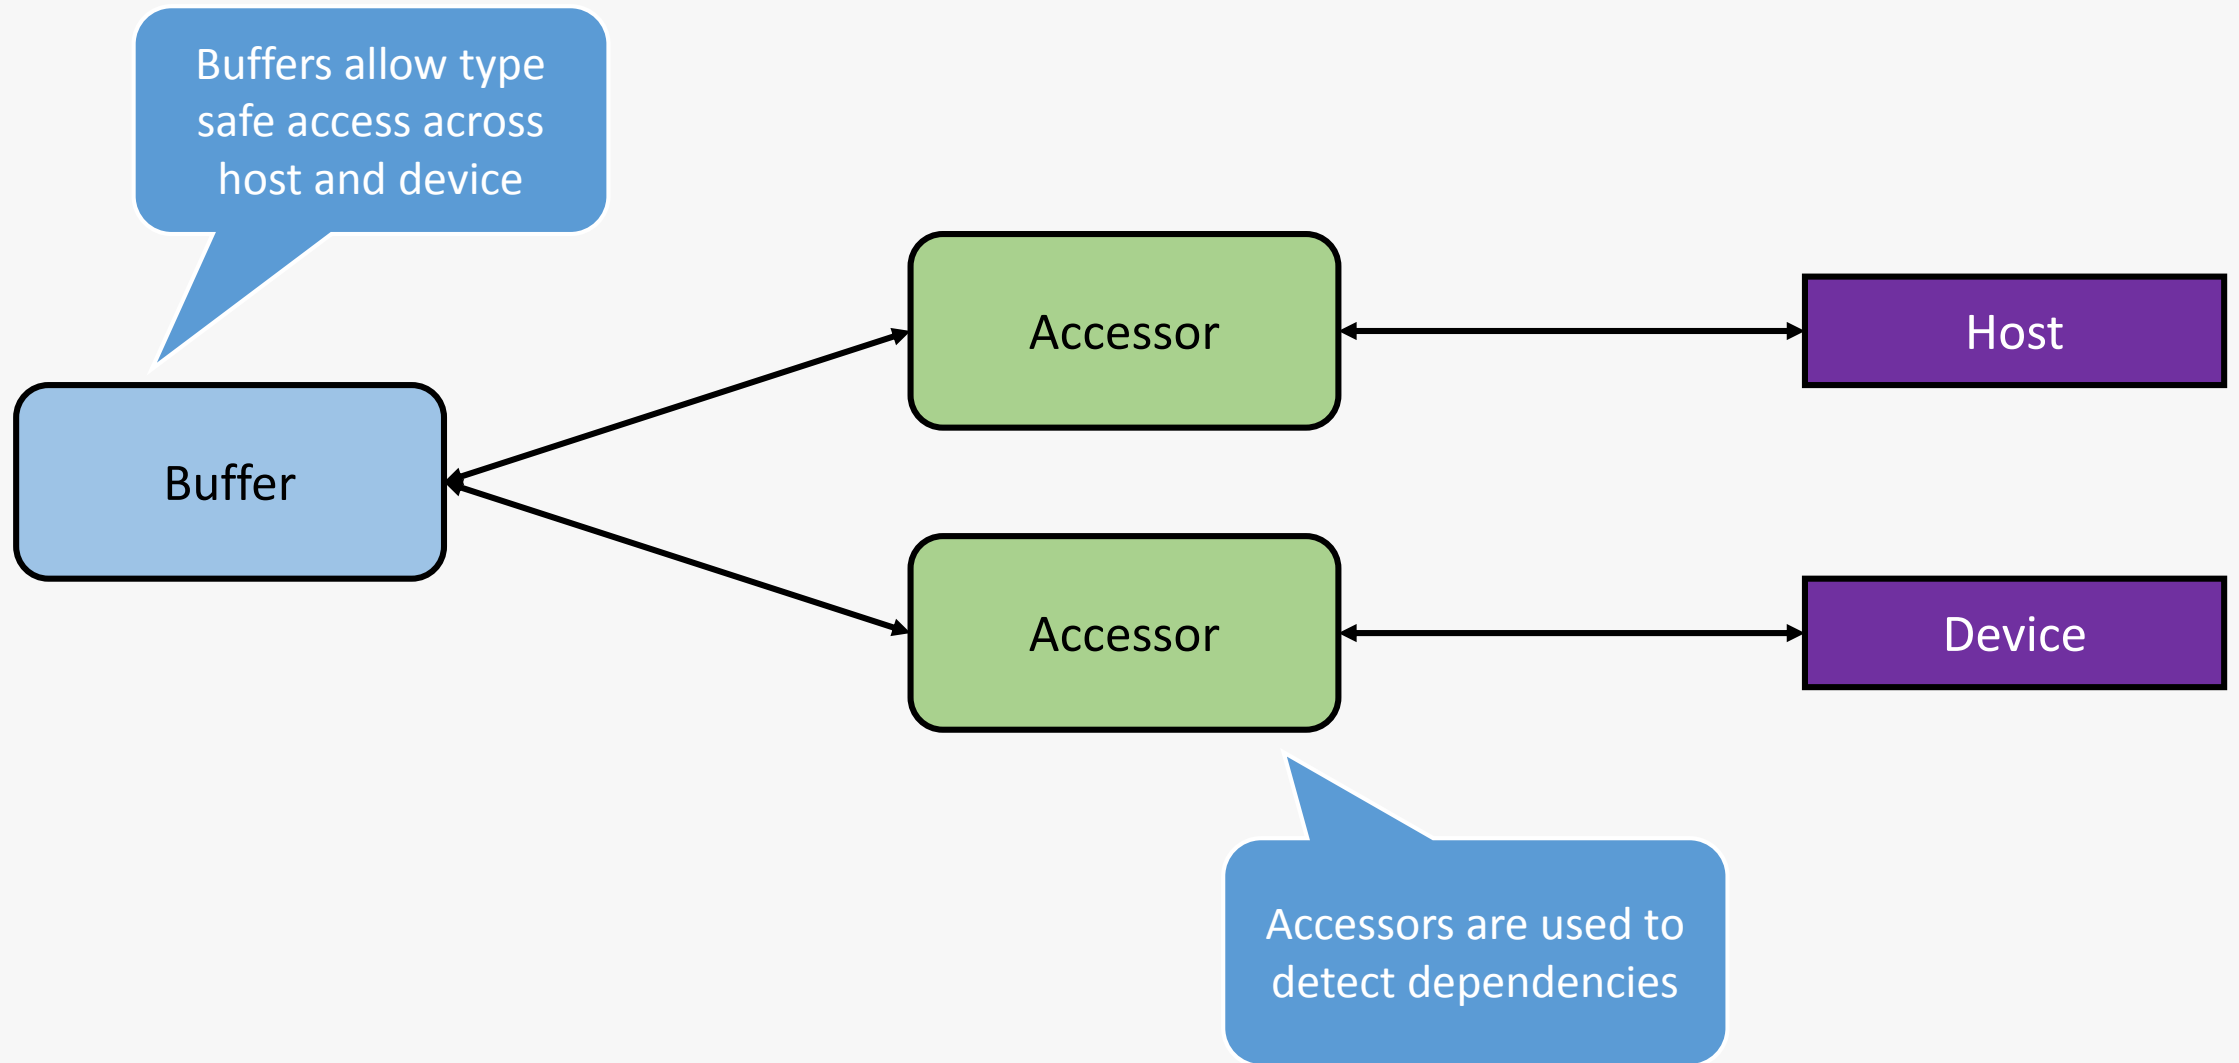 Buffers allow type
safe access across
host and device
Accessor
Host
Buffer
Accessor
Device
Accessors are used to
detect dependencies